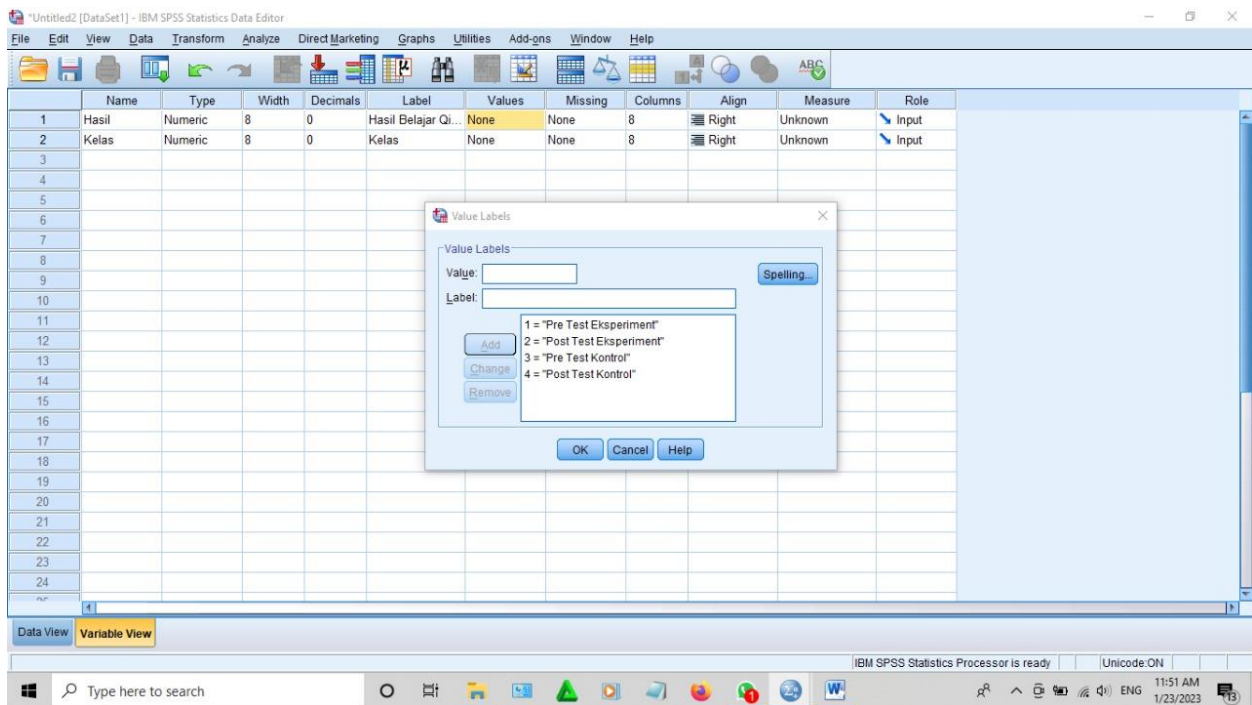 *Untitled2 [DataSet1] - IBM SPSS Statistics Data Editor
File Edit View Data Transform Analyze Direct Marketing Graphs Utilities Add-ons Window Help
Name Type Width Decimals Label Values Missing Columns Align Measure Role
1 Hasil Numeric 8 0 Hasil Belajar Qi... None None 8 Right Unknown Input
2 Kelas Numeric 8 0 Kelas None None 8 Right Unknown Input
3
4
5
6
7
8
9
10
11
12
13
14
15
16
17
18
19
20
21
22
23
24
Value Labels
Value Labels
Value:
Spelling...
Label:
1 = "Pre Test Eksperiment"
2 = "Post Test Eksperiment"
3 = "Pre Test Kontrol"
4 = "Post Test Kontrol"
Add
Change
Remove
OK Cancel Help
Data View Variable View
IBM SPSS Statistics Processor is ready Unicode:ON
Type here to search
ENG
11:51 AM
1/23/2023